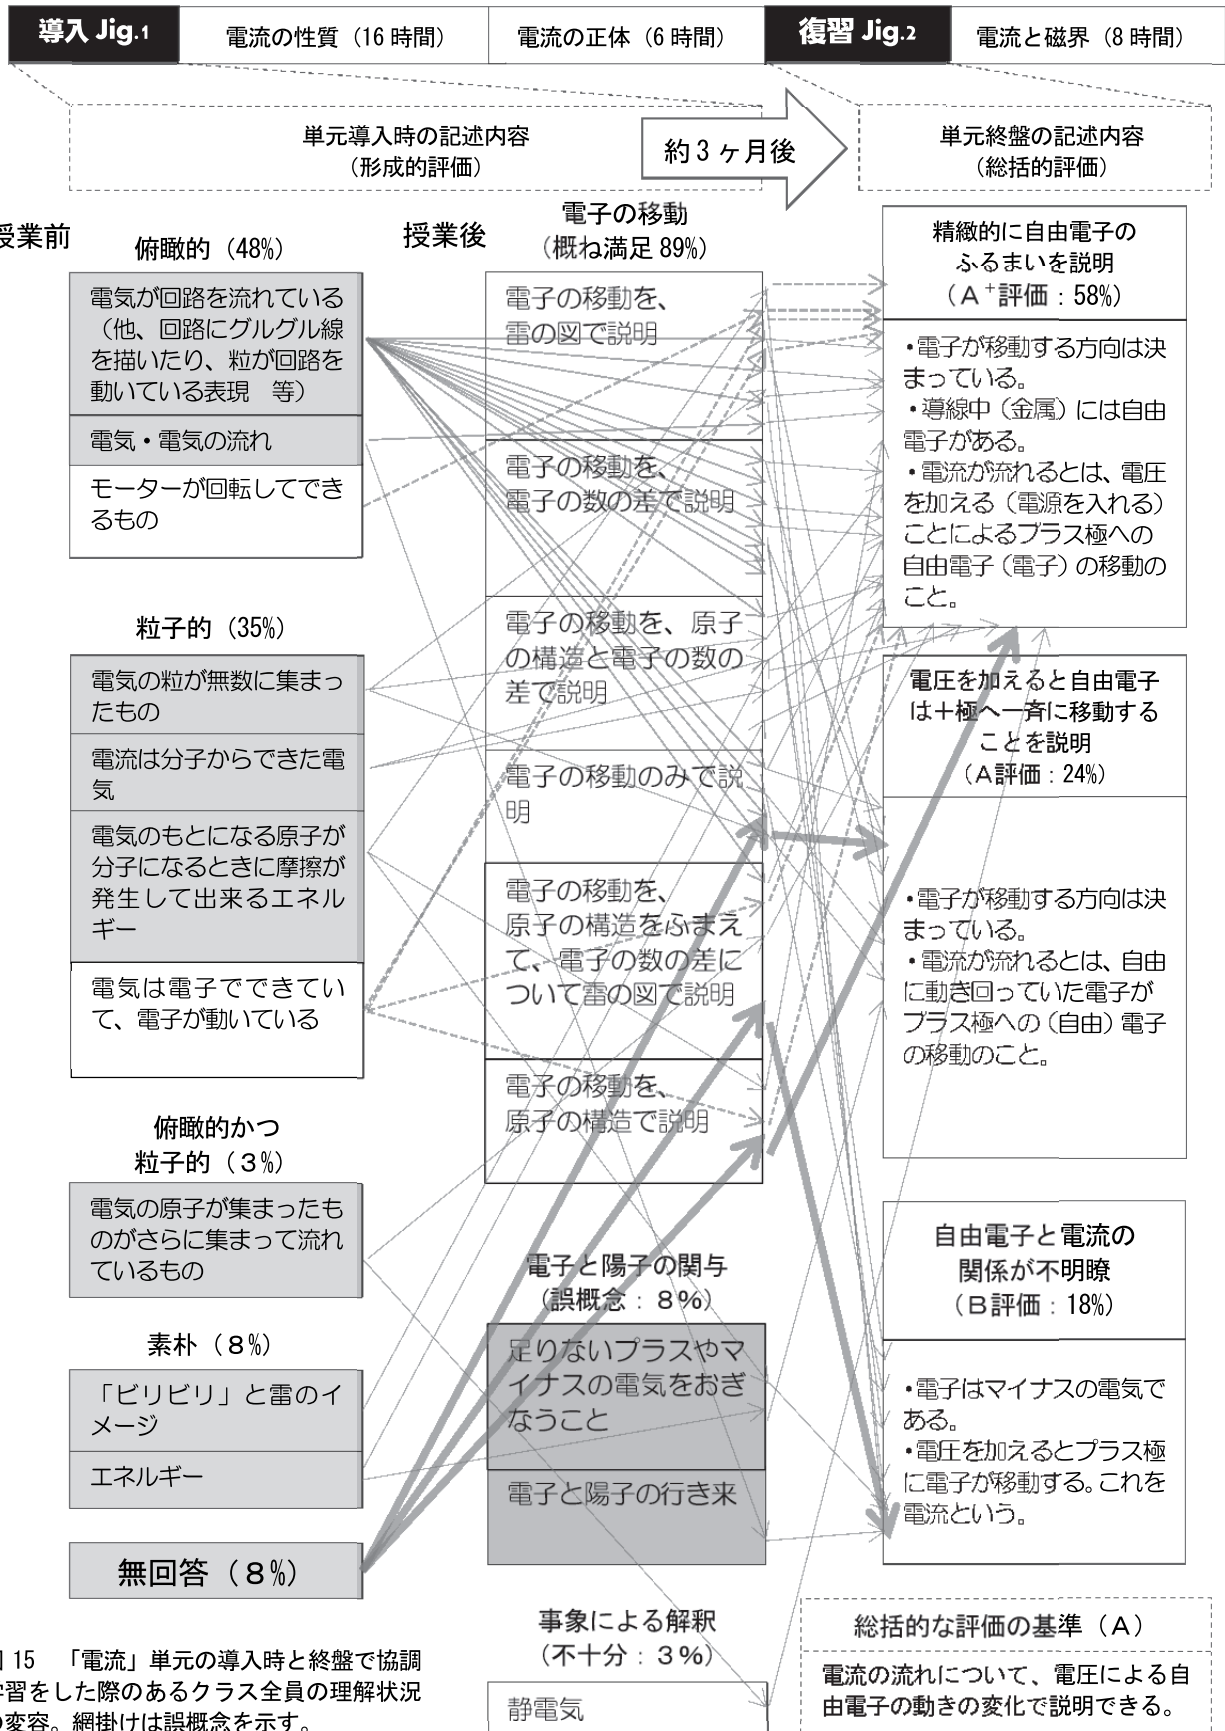 導入 Jig.1
電流の性質（16時間）
電流の正体（6時間）
復習 Jig.2
電流と磁界（8時間）
単元導入時の記述内容
（形成的評価）
約3ヶ月後
単元終盤の記述内容
（総括的評価）
授業前
俯瞰的（48%）
電気が回路を流れている
（他、回路にグルグル線
を描いたり、粒が回路を
動いている表現　等）
電気・電気の流れ
モーターが回転してでき
るもの
粒子的（35%）
電気の粒が無数に集まっ
たもの
電流は分子からできた電
気
電気のもとになる原子が
分子になるときに摩擦が
発生して出来るエネル
ギー
電気は電子でできてい
て、電子が動いている
俯瞰的かつ
粒子的（3%）
電気の原子が集まったも
のがさらに集まって流れ
ているもの
素朴（8%）
「ビリビリ」と雷のイ
メージ
エネルギー
無回答（8%）
授業後
電子の移動
（概ね満足89%）
電子の移動を、
雷の図で説明
電子の移動を、
電子の数の差で説明
電子の移動を、原子
の構造と電子の数の
差で説明
電子の移動のみで説
明
電子の移動を、
原子の構造をふまえ
て、電子の数の差に
ついて雷の図で説明
電子の移動を、
原子の構造で説明
電子と陽子の関与
（誤概念：8%）
足りないプラスやマ
イナスの電気をおぎ
なうこと
電子と陽子の行き来
事象による解釈
（不十分：3%）
静電気
精緻的に自由電子の
ふるまいを説明
（A⁺評価：58%）
・電子が移動する方向は決
まっている。
・導線中（金属）には自由
電子がある。
・電流が流れるとは、電圧
を加える（電源を入れる）
ことによるプラス極への
自由電子（電子）の移動の
こと。
電圧を加えると自由電子
は＋極へ一斉に移動する
ことを説明
（A評価：24%）
・電子が移動する方向は決
まっている。
・電流が流れるとは、自由
に動き回っていた電子が
プラス極への（自由）電子
の移動のこと。
自由電子と電流の
関係が不明瞭
（B評価：18%）
・電子はマイナスの電気で
ある。
・電圧を加えるとプラス極
に電子が移動する。これを
電流という。
総括的な評価の基準（A）
電流の流れについて、電圧による自
由電子の動きの変化で説明できる。
15　「電流」単元の導入時と終盤で協調
学習をした際のあるクラス全員の理解状況
の変容。網掛けは誤概念を示す。